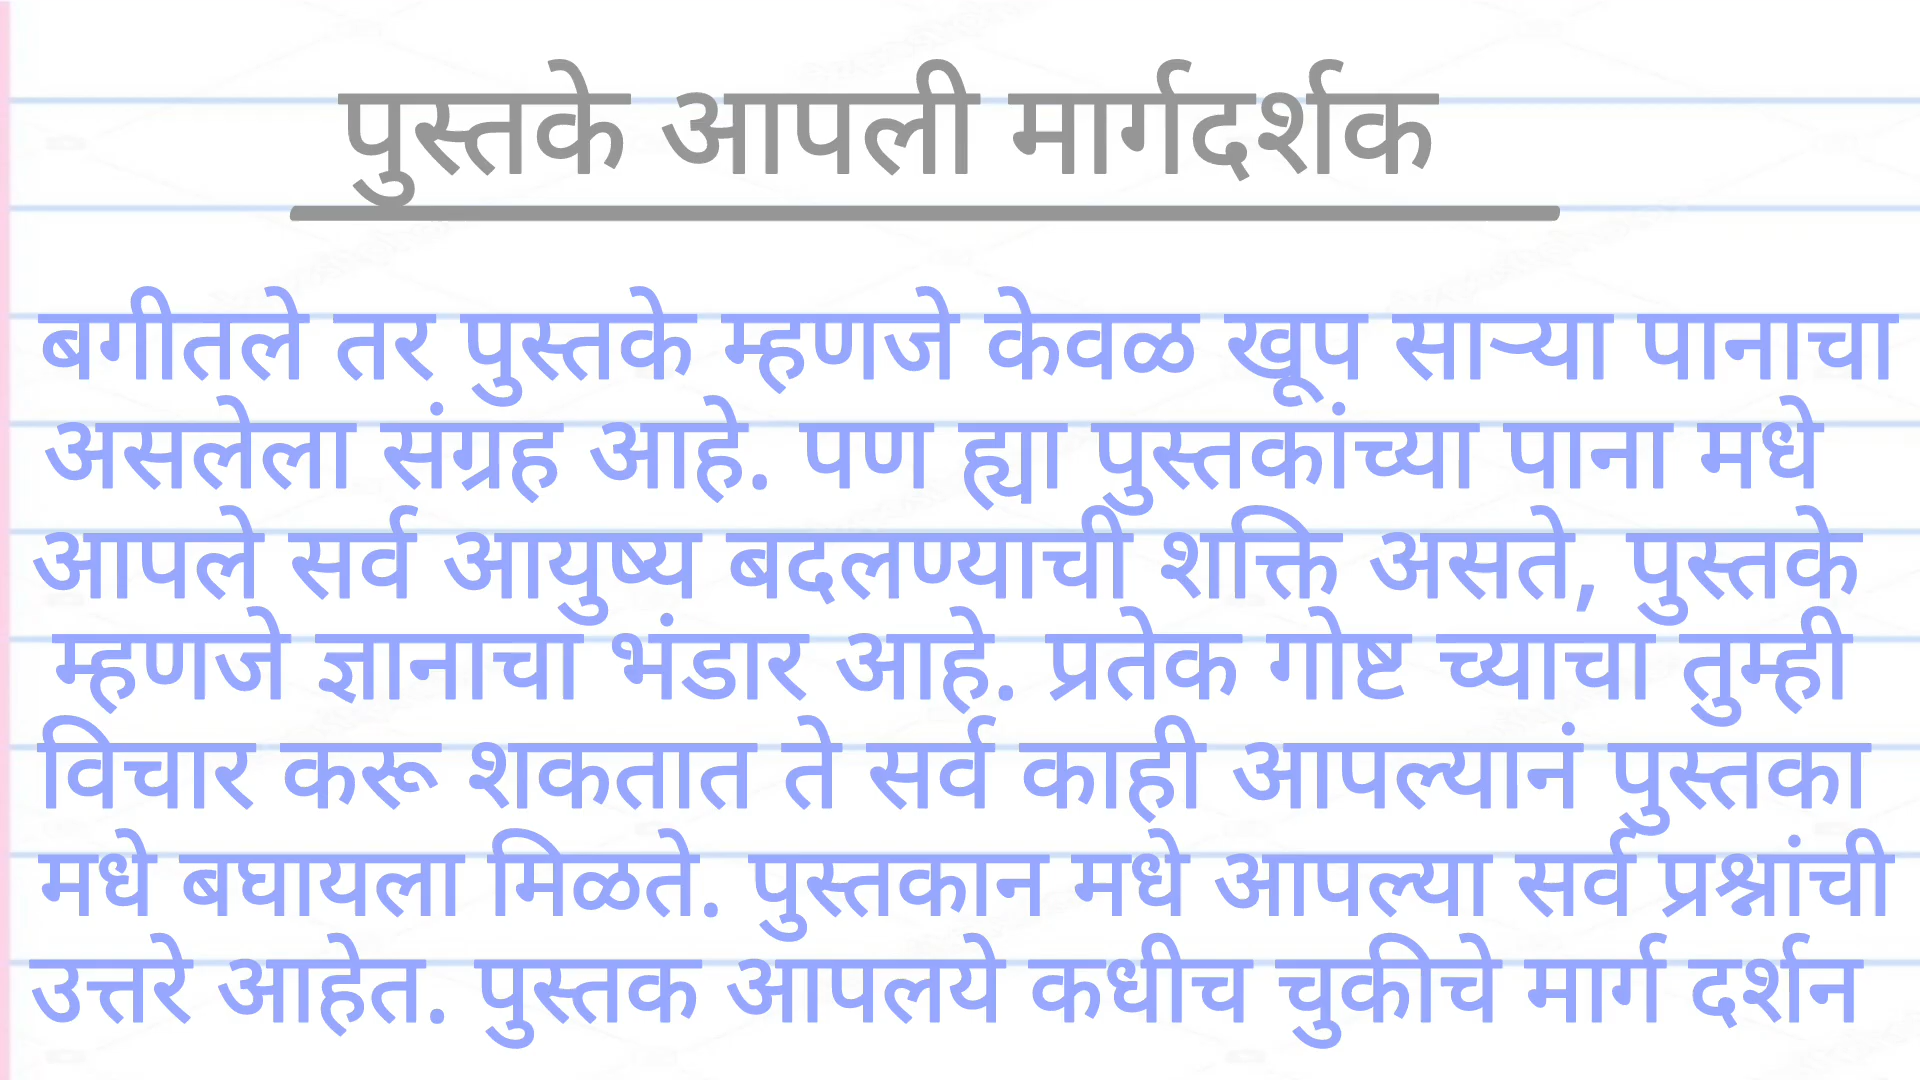 पुस्तके आपली मार्गदर्शक
बगीतले तर पुस्तके म्हणजे केवळ खूप साऱ्या पानाचा
असलेला संग्रह आहे. पण ह्या पुस्तकांच्या पाना मधे
आपले सर्व आयुष्य बदलण्याची शक्ति असते, पुस्तके
म्हणजे ज्ञानाचा भंडार आहे. प्रतेक गोष्ट च्याचा तुम्ही
विचार करू शकतात ते सर्व काही आपल्यानं पुस्तका
मधे बघायला मिळते. पुस्तकान मधे आपल्या सर्व प्रश्नांची
उत्तरे आहेत. पुस्तक आपलये कधीच चुकीचे मार्ग दर्शन